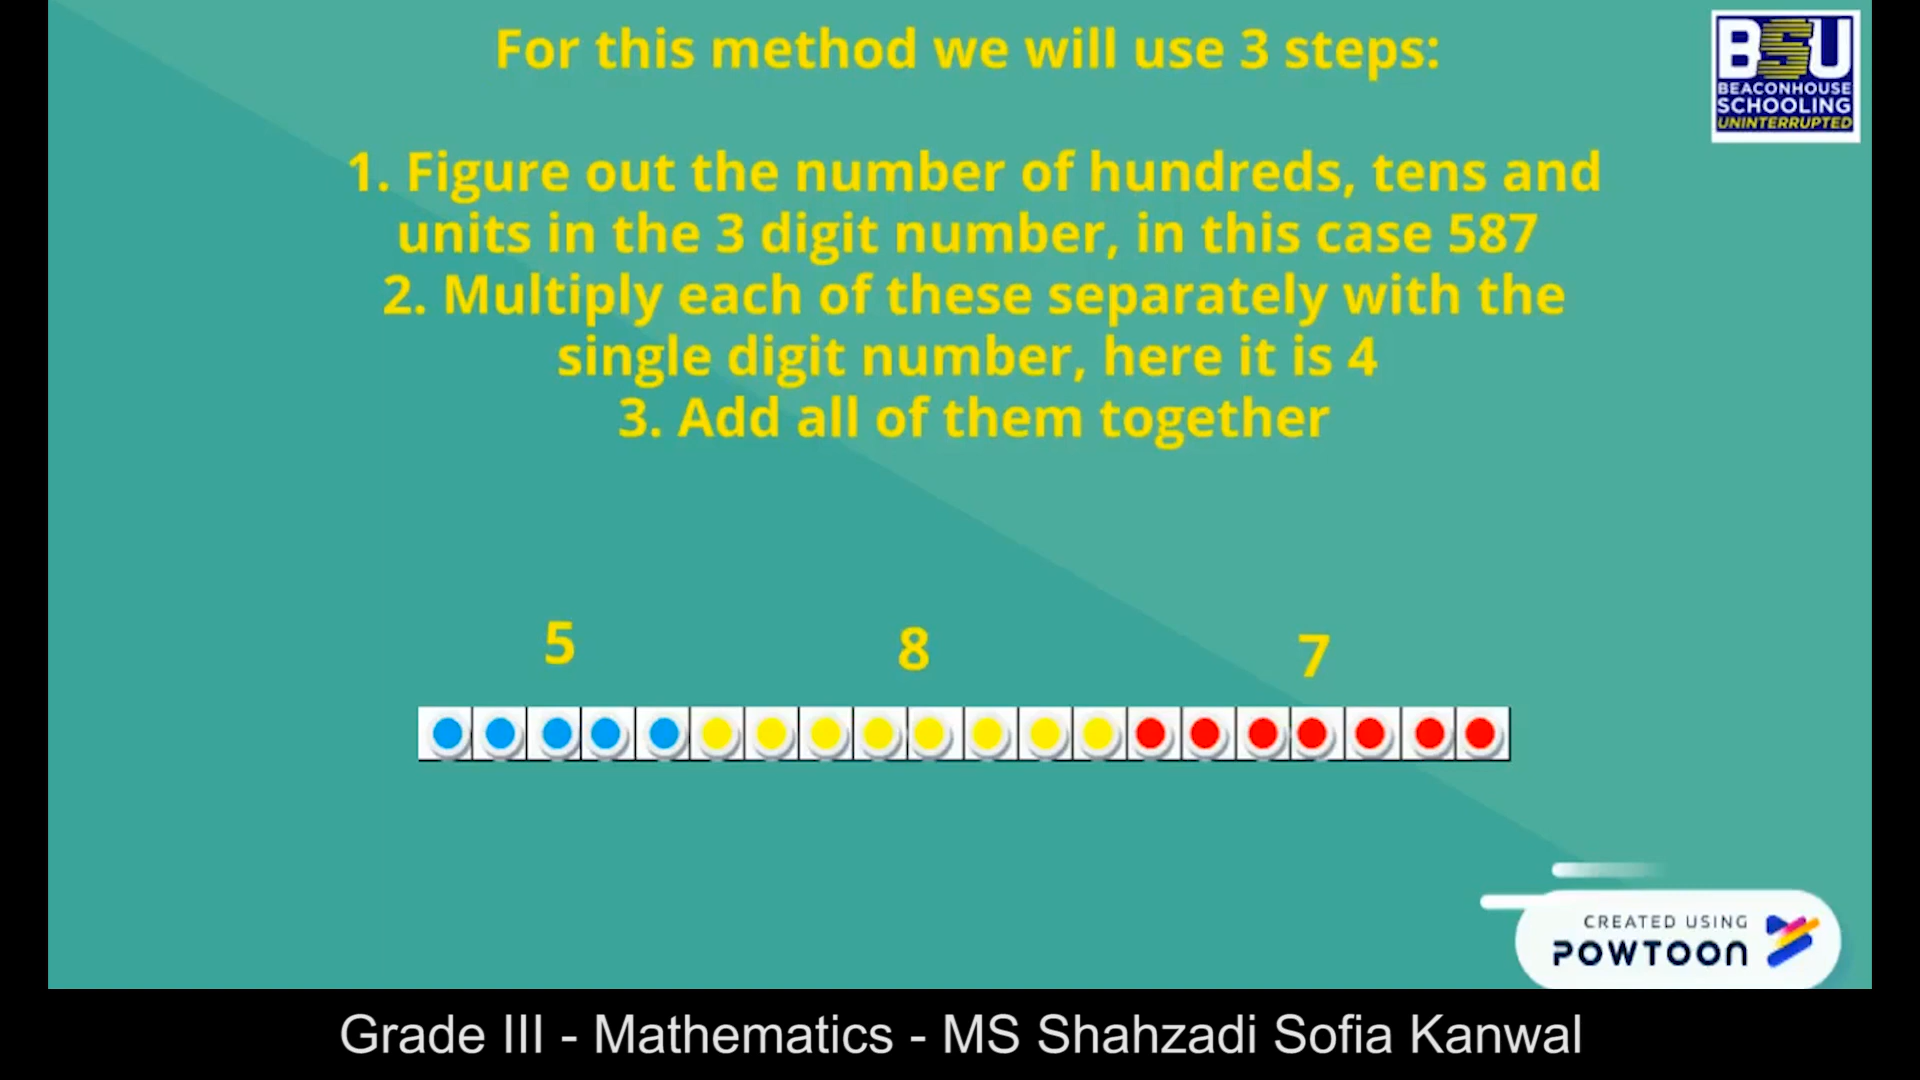 For this method we will use 3 steps:
BSU
BEACONHOUSE
SCHOOLING
UNINTERRUPTED
1. Figure out the number of hundreds, tens and
units in the 3 digit number, in this case 587
2. Multiply each of these separately with the
single digit number, here it is 4
3. Add all of them together
5 8 7
CREATED USING
POWTOON
Grade III - Mathematics - MS Shahzadi Sofia Kanwal